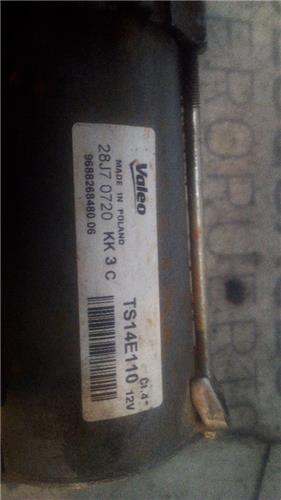 Valeo
MADE IN POLAND
28J7 0720 KK 3 C
9688268480 06
TS14E110 Cl.4"
12V